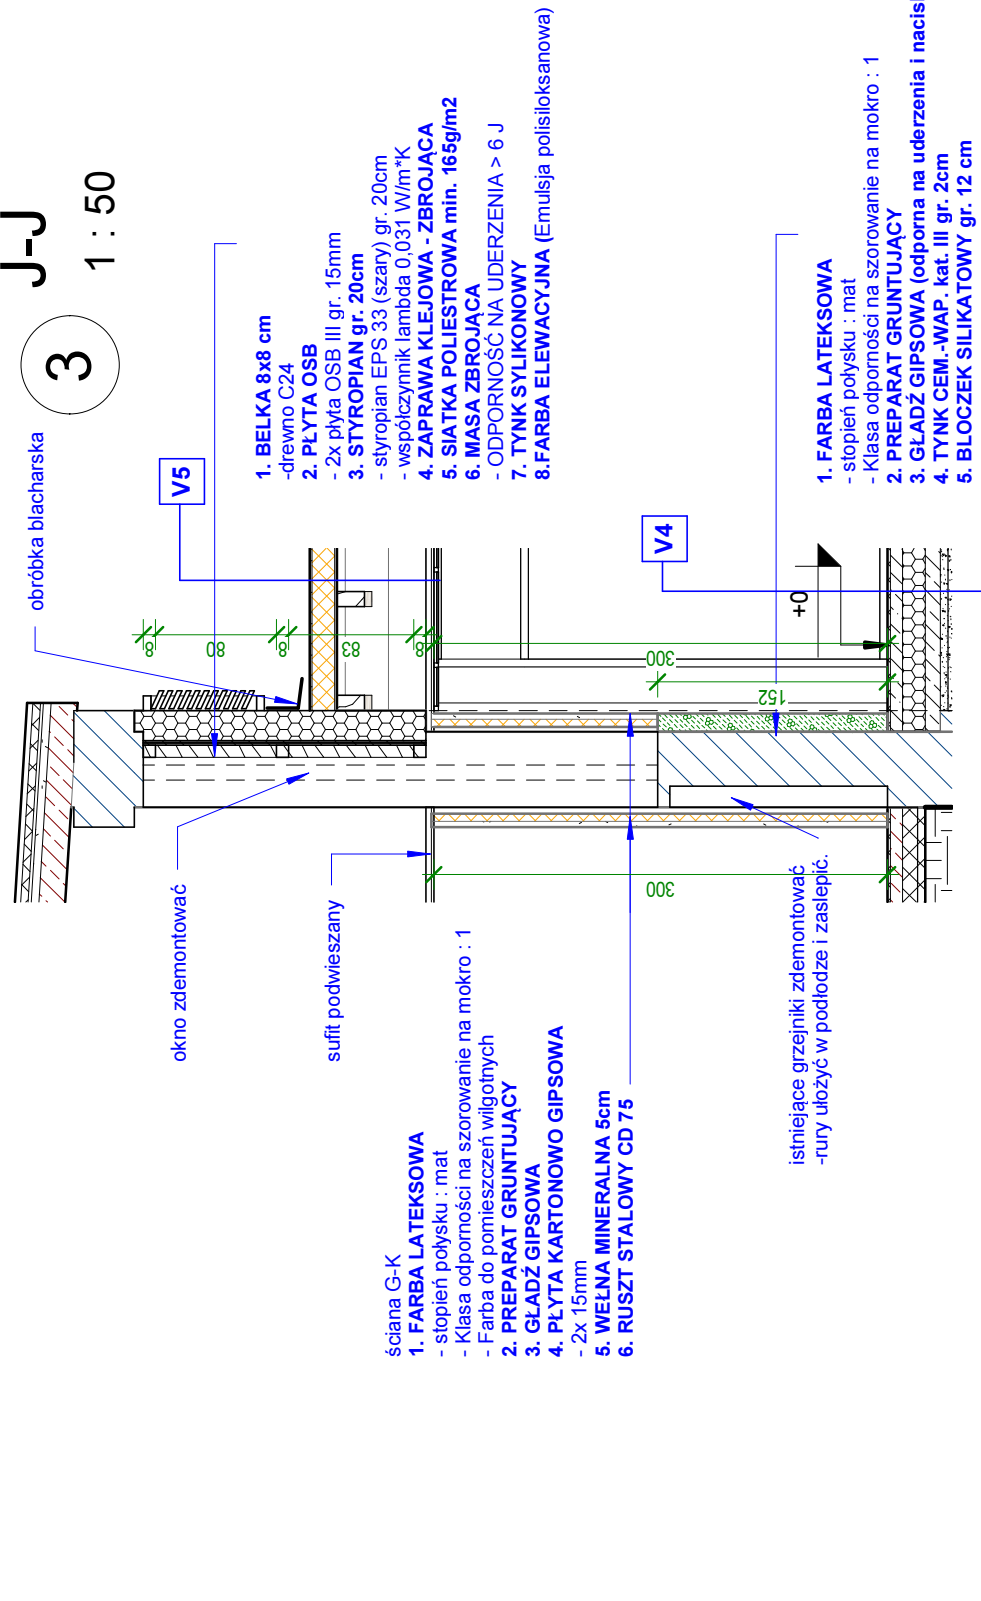 3
J-J
1 : 50
obróbka blacharska
V5
1. BELKA 8x8 cm
-drewno C24
2. PŁYTA OSB
- 2x płyta OSB III gr. 15mm
3. STYROPIAN gr. 20cm
- styropian EPS 33 (szary) gr. 20cm
- współczynnik lambda 0,031 W/m*K
4. ZAPRAWA KLEJOWA - ZBROJĄCA
5. SIATKA POLIESTROWA min. 165g/m2
6. MASA ZBROJĄCA
- ODPORNOŚĆ NA UDERZENIA > 6 J
7. TYNK SYLIKONOWY
8.FARBA ELEWACYJNA (Emulsja polisiloksanowa)
V4
1. FARBA LATEKSOWA
- stopień połysku : mat
- Klasa odporności na szorowanie na mokro : 1
2. PREPARAT GRUNTUJĄCY
3. GŁADŹ GIPSOWA (odporna na uderzenia i nacisk
4. TYNK CEM.-WAP. kat. III gr. 2cm
5. BLOCZEK SILIKATOWY gr. 12 cm
8
80
8
83
8
300
152
+0
300
okno zdemontować
sufit podwieszany
ściana G-K
1. FARBA LATEKSOWA
- stopień połysku : mat
- Klasa odporności na szorowanie na mokro : 1
- Farba do pomieszczeń wilgotnych
2. PREPARAT GRUNTUJĄCY
3. GŁADŹ GIPSOWA
4. PŁYTA KARTONOWO GIPSOWA
- 2x 15mm
5. WEŁNA MINERALNA 5cm
6. RUSZT STALOWY CD 75
istniejące grzejniki zdemontować
-rury ułożyć w podłodze i zaslepić.